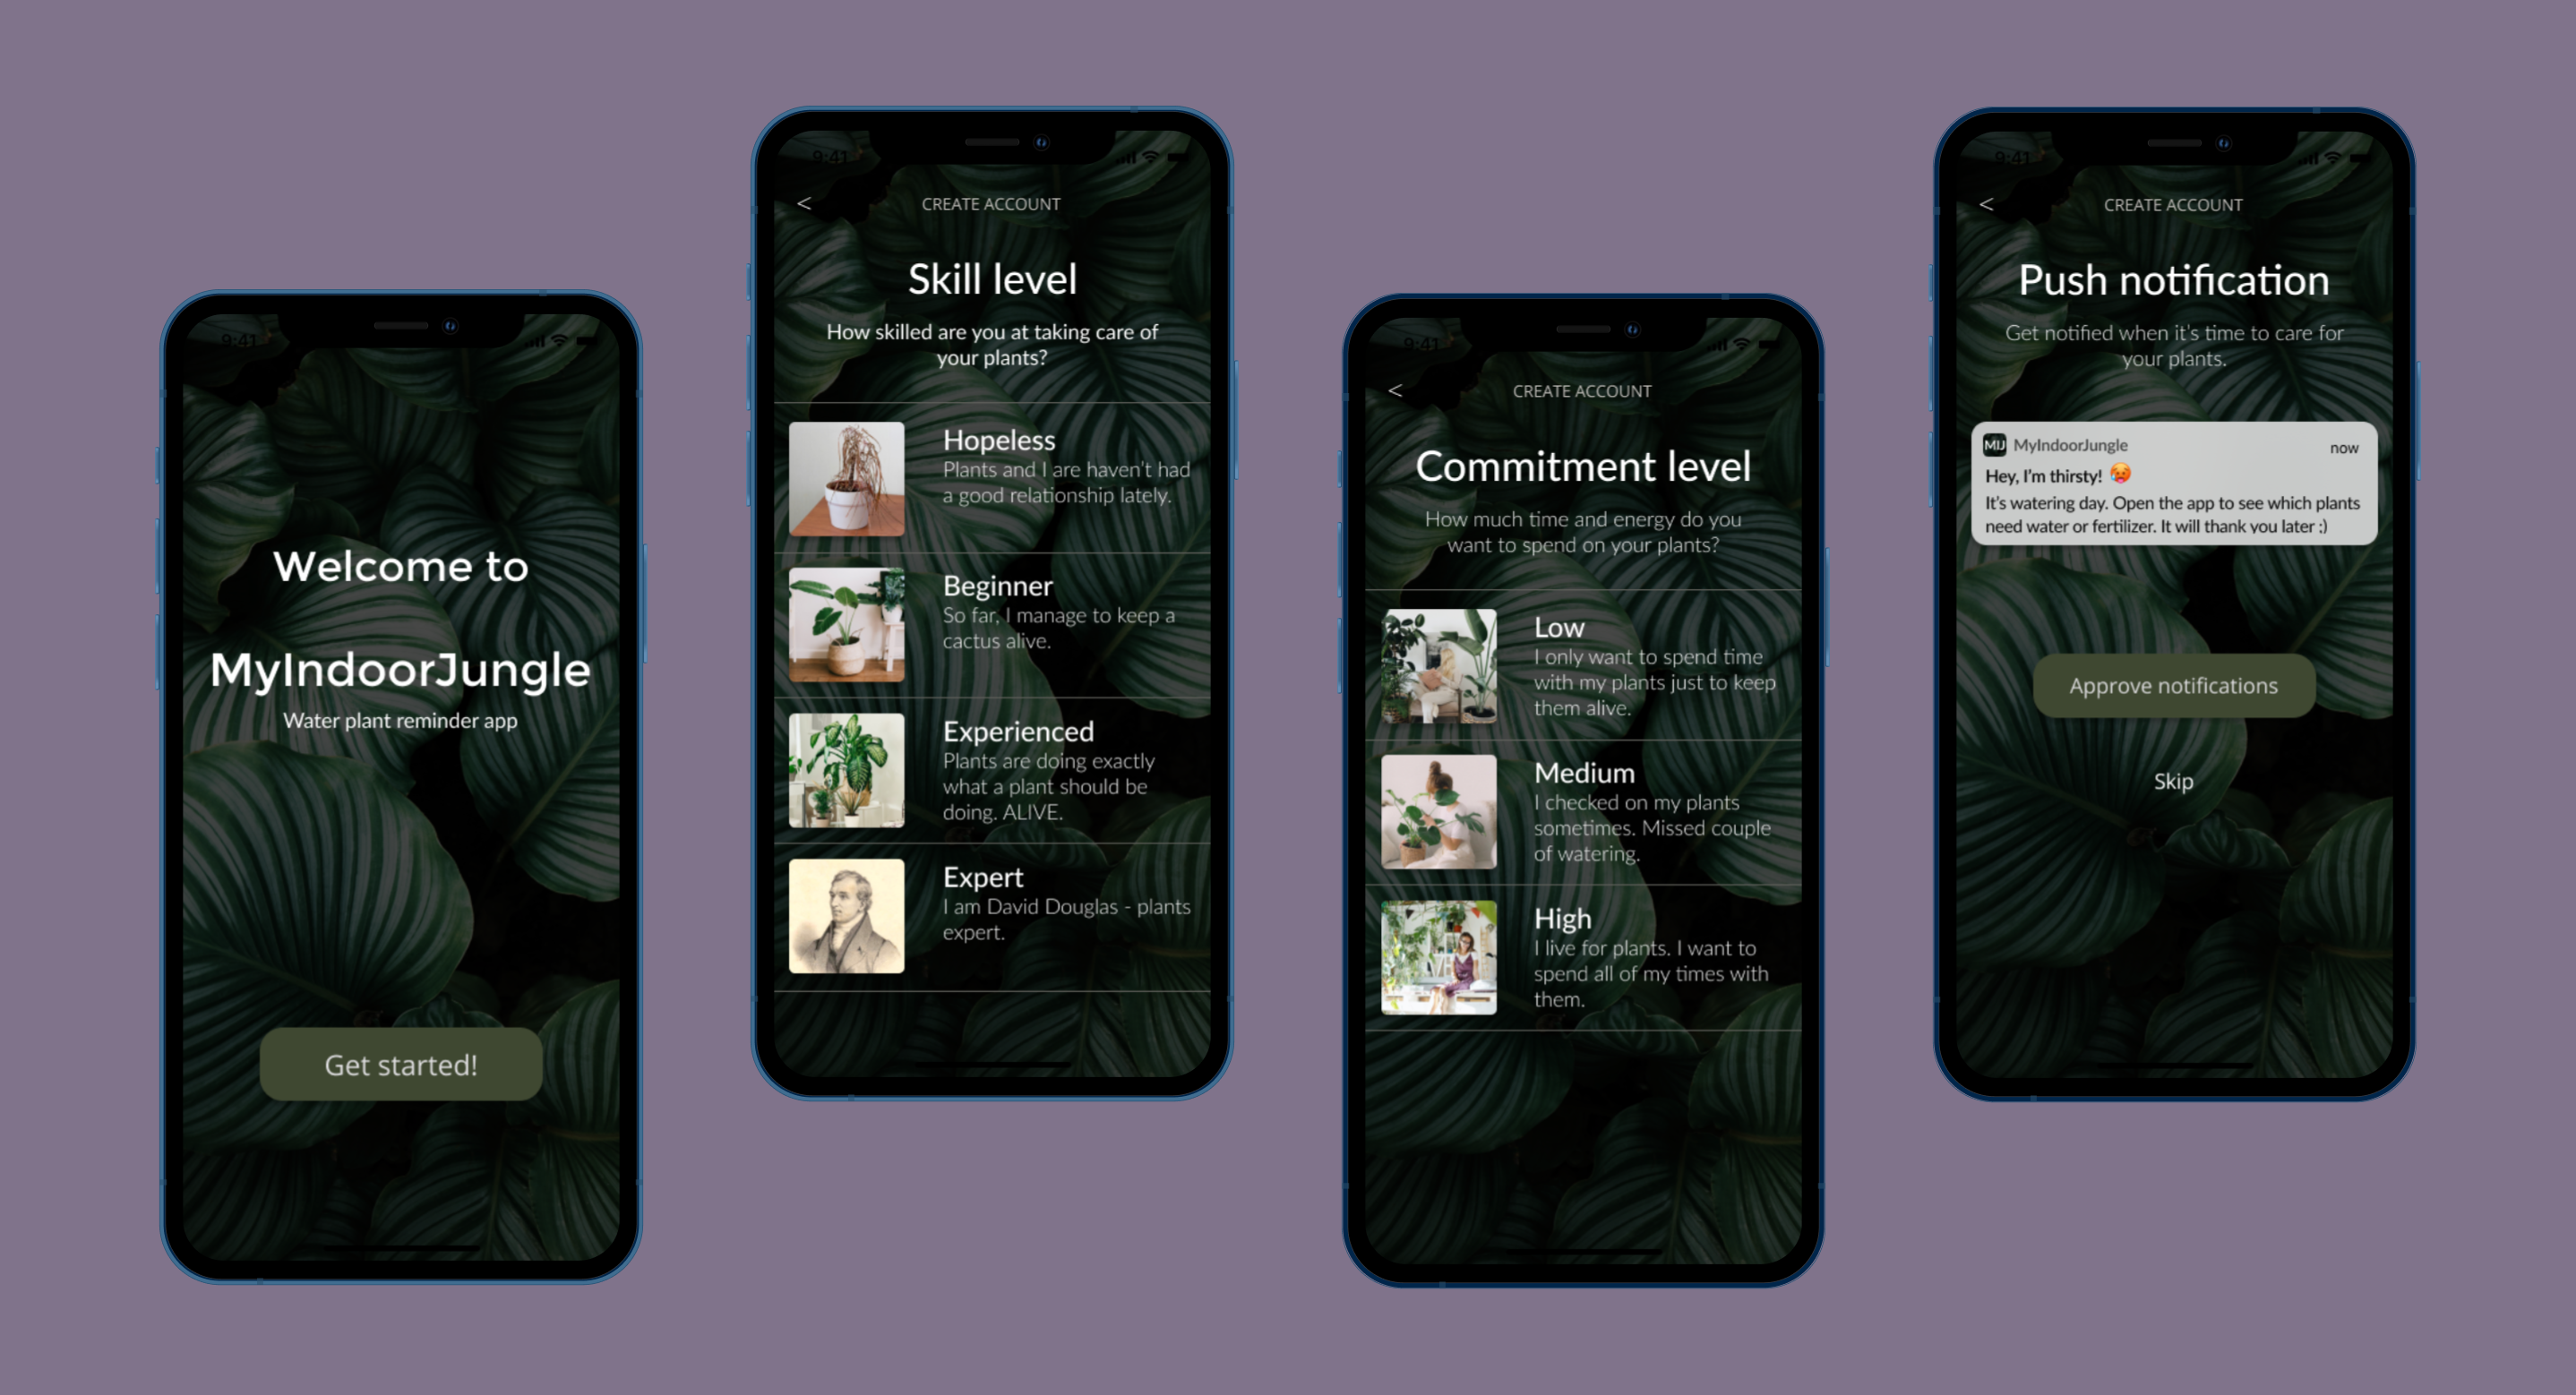 9:41
Welcome to
MyIndoorJungle
Water plant reminder app
Get started!
9:41
<
CREATE ACCOUNT
Skill level
How skilled are you at taking care of
your plants?
Hopeless
Plants and I are haven't had
a good relationship lately.
Beginner
So far, I manage to keep a
cactus alive.
Experienced
Plants are doing exactly
what a plant should be
doing. ALIVE.
Expert
I am David Douglas - plants
expert.
9:41
<
CREATE ACCOUNT
Commitment level
How much time and energy do you
want to spend on your plants?
Low
I only want to spend time
with my plants just to keep
them alive.
Medium
I checked on my plants
sometimes. Missed couple
of watering.
High
I live for plants. I want to
spend all of my times with
them.
9:41
<
CREATE ACCOUNT
Push notification
Get notified when it's time to care for
your plants.
MIJ MyIndoorJungle now
Hey, I'm thirsty! 🥵
It's watering day. Open the app to see which plants
need water or fertilizer. It will thank you later ;)
Approve notifications
Skip